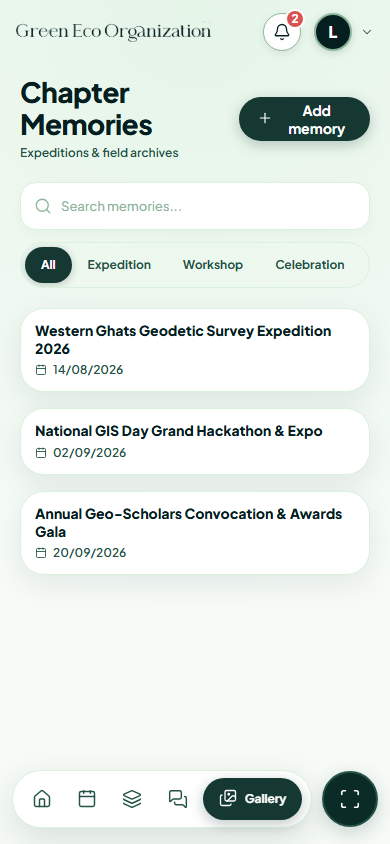 Green Eco Organization
2
L
Chapter
Memories
Add
memory
Expeditions & field archives
Search memories...
All
Expedition
Workshop
Celebration
Western Ghats Geodetic Survey Expedition
2026
14/08/2026
National GIS Day Grand Hackathon & Expo
02/09/2026
Annual Geo-Scholars Convocation & Awards
Gala
20/09/2026
Gallery